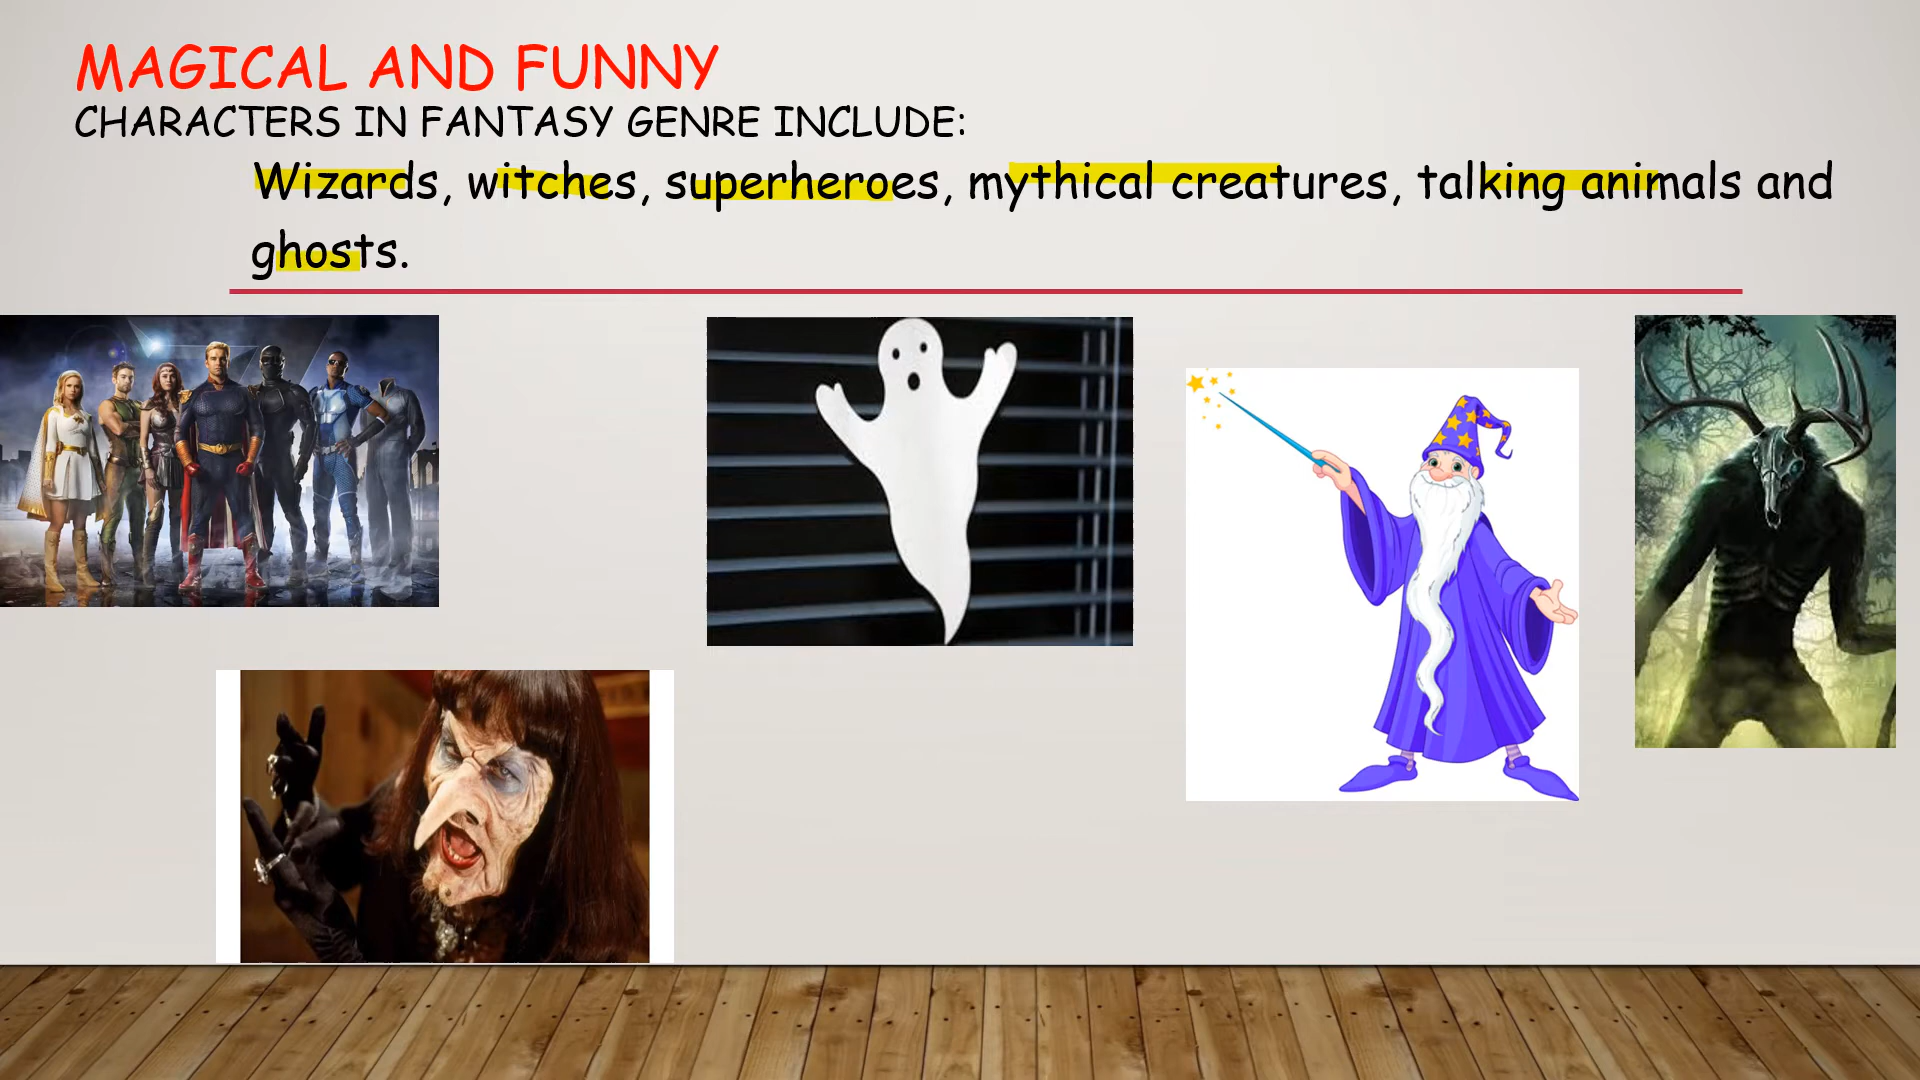 MAGICAL AND FUNNY
CHARACTERS IN FANTASY GENRE INCLUDE:
Wizards, witches, superheroes, mythical creatures, talking animals and
ghosts.